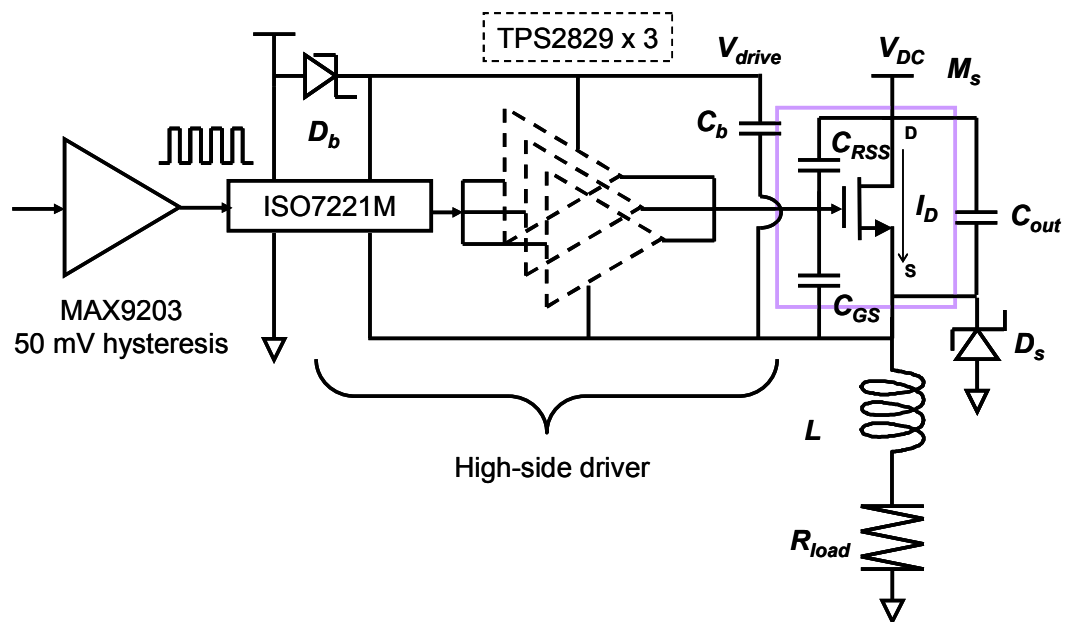 TPS2829 x 3
V_drive
V_DC
M_s
D_b
C_b
C_RSS
D
I_D
C_out
ISO7221M
S
C_GS
MAX9203
50 mV hysteresis
D_s
L
High-side driver
R_load